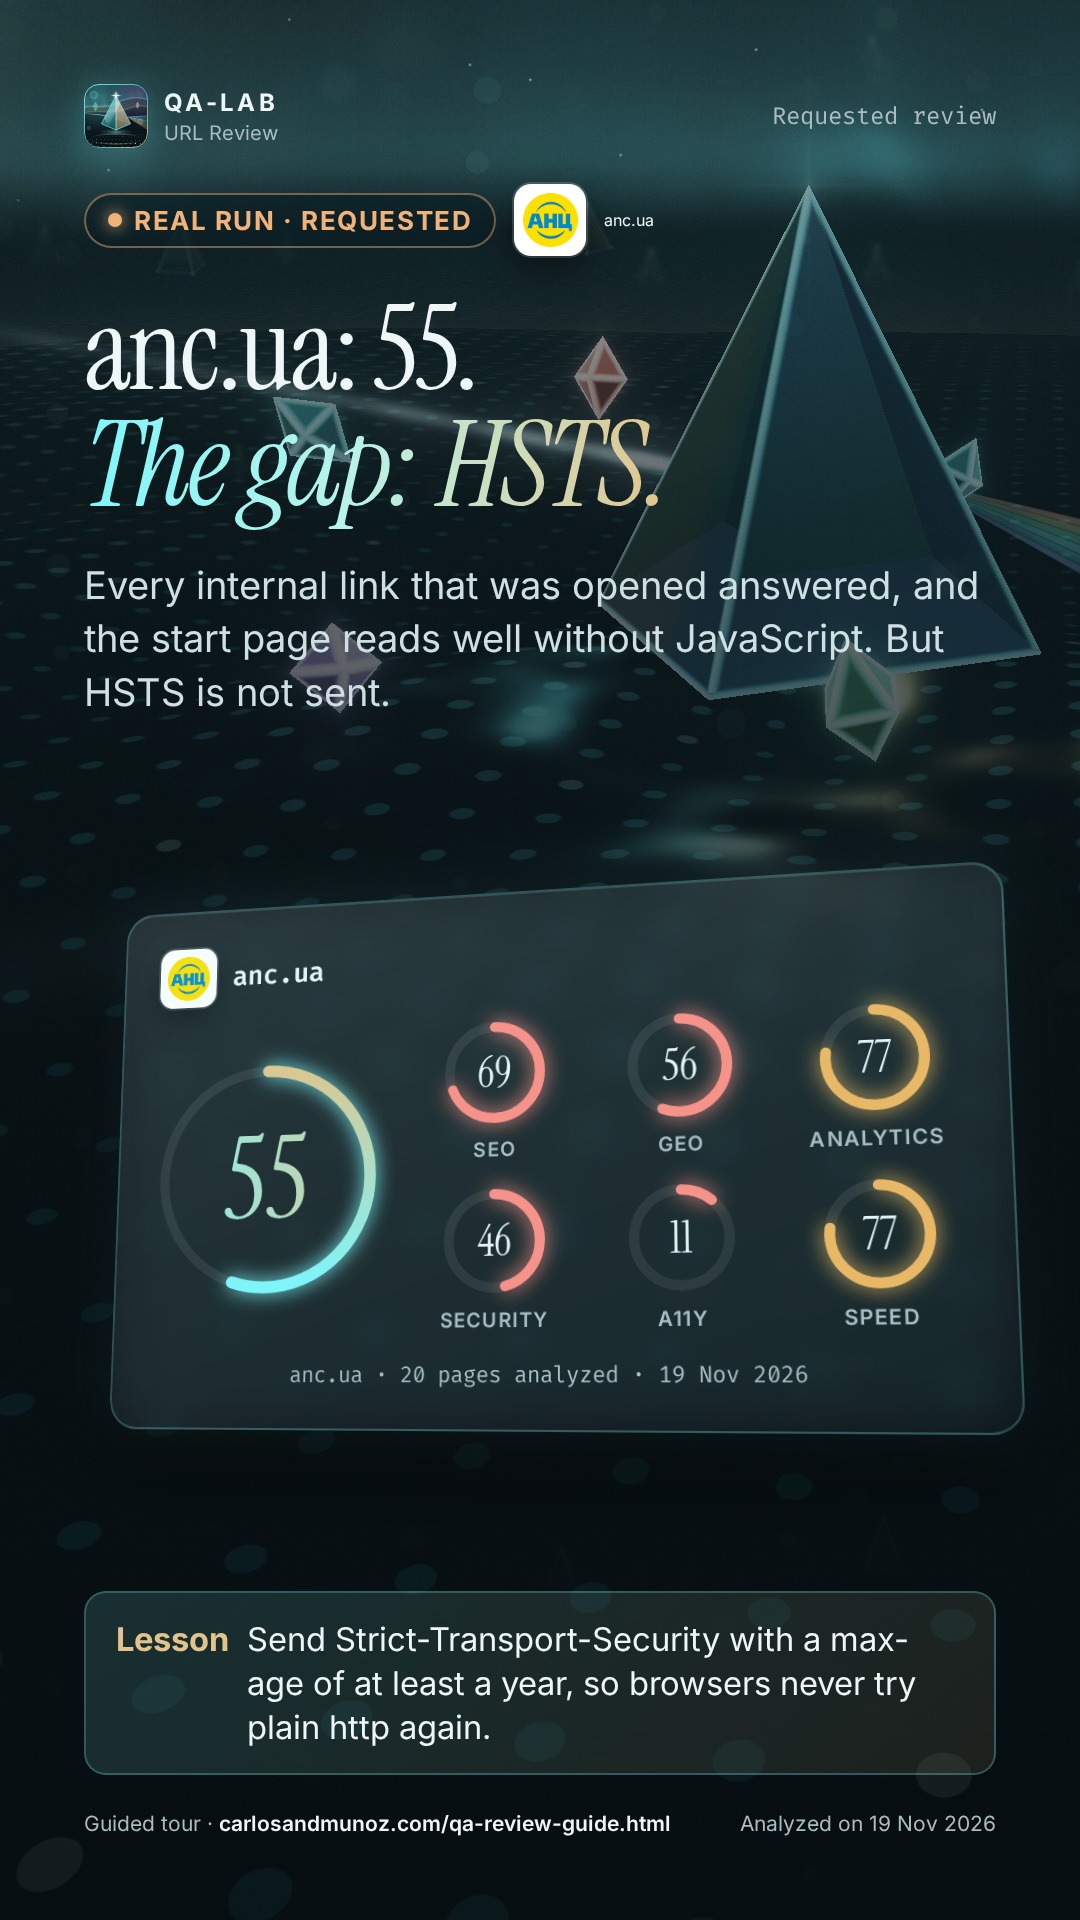 QA-LAB
URL Review
Requested review
REAL RUN · REQUESTED
АНЦ
anc.ua
anc.ua: 55.
The gap: HSTS.
Every internal link that was opened answered, and
the start page reads well without JavaScript. But
HSTS is not sent.
АНЦ
anc.ua
55
69
SEO
56
GEO
77
ANALYTICS
46
SECURITY
11
A11Y
77
SPEED
anc.ua · 20 pages analyzed · 19 Nov 2026
Lesson Send Strict-Transport-Security with a max-
age of at least a year, so browsers never try
plain http again.
Guided tour · carlosandmunoz.com/qa-review-guide.html
Analyzed on 19 Nov 2026